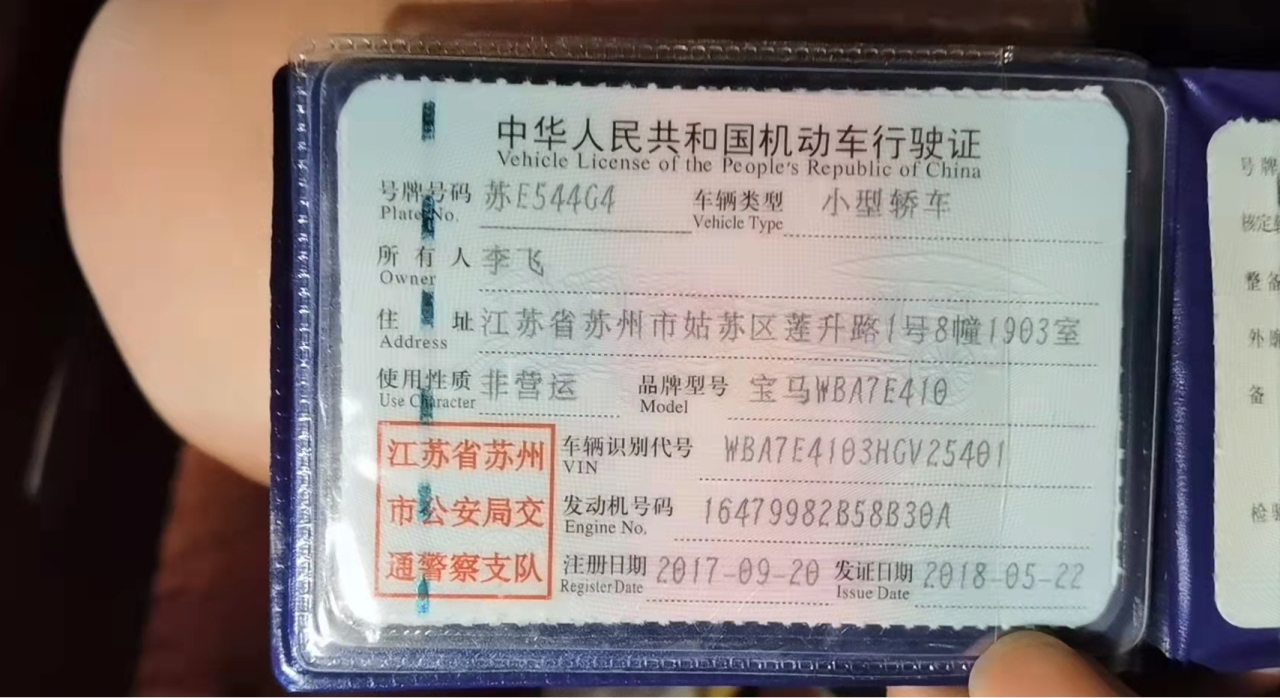 中华人民共和国机动车行驶证
Vehicle License of the People's Republic of China
号牌号码 苏E544G4 车辆类型 小型轿车
Plate No. Vehicle Type
所有人 李飞
Owner
住址 江苏省苏州市姑苏区莲升路1号8幢1903室
Address
使用性质 非营运 品牌型号 宝马WBA7E410
Use Character Model
江苏省苏州 车辆识别代号 WBA7E4103HGV25401
VIN
市公安局交 发动机号码 16479982B58B30A
Engine No.
通警察支队 注册日期 2017-09-20 发证日期 2018-05-22
Register Date Issue Date
号牌
核定
整备
外廓
备
检验